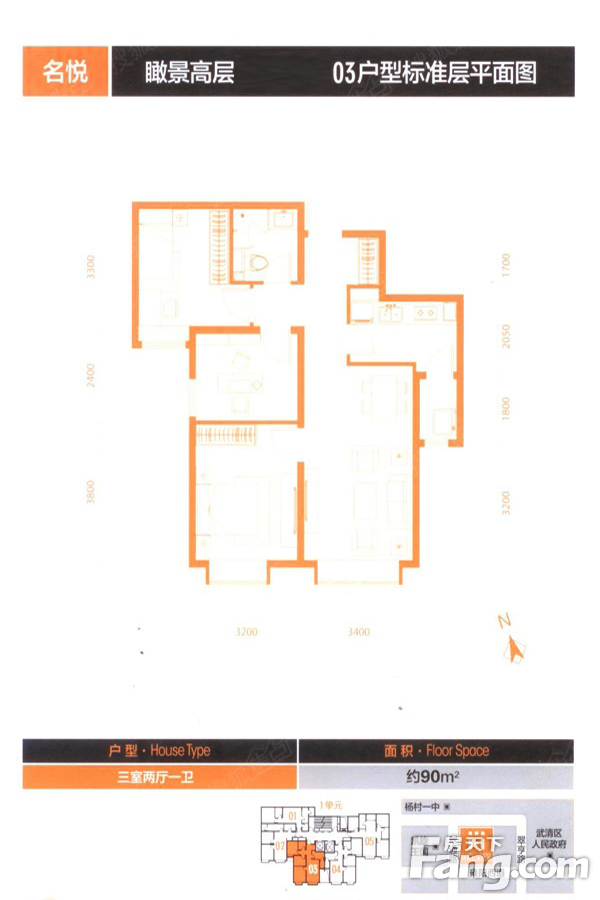 名悦
瞰景高层
03户型标准层平面图
3300
2400
3800
1700
2050
1800
3200
3200
3400
N
户 型 · House Type
面 积 · Floor Space
三室两厅一卫
约90m²
1单元
01
02
03
04
05
杨村一中
武清区
人民政府
翠亨路
房天下
Fang.com